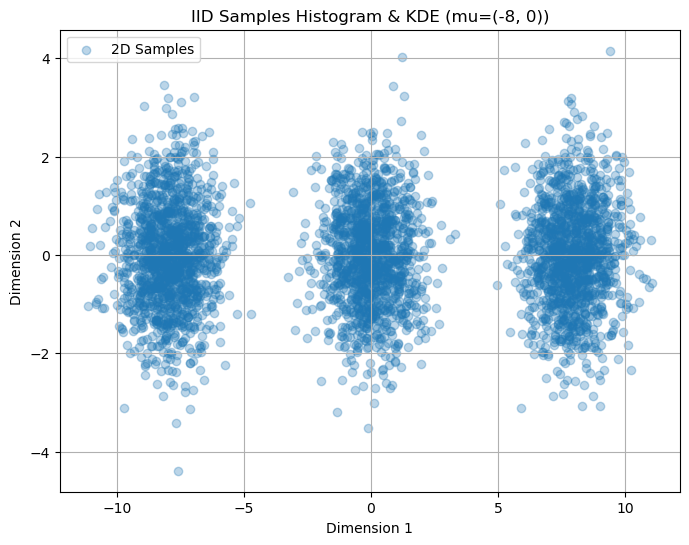 IID Samples Histogram & KDE (mu=(-8, 0))
2D Samples
4
2
0
−2
−4
Dimension 2
−10 −5 0 5 10
Dimension 1